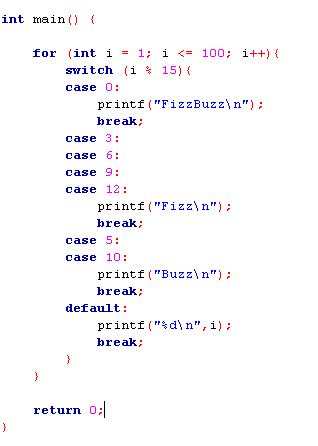 int main() {
for (int i = 1; i <= 100; i++){
switch (i % 15){
case 0:
printf("FizzBuzz\n");
break;
case 3:
case 6:
case 9:
case 12:
printf("Fizz\n");
break;
case 5:
case 10:
printf("Buzz\n");
break;
default:
printf("%d\n",i);
break;
}
}
return 0;
}